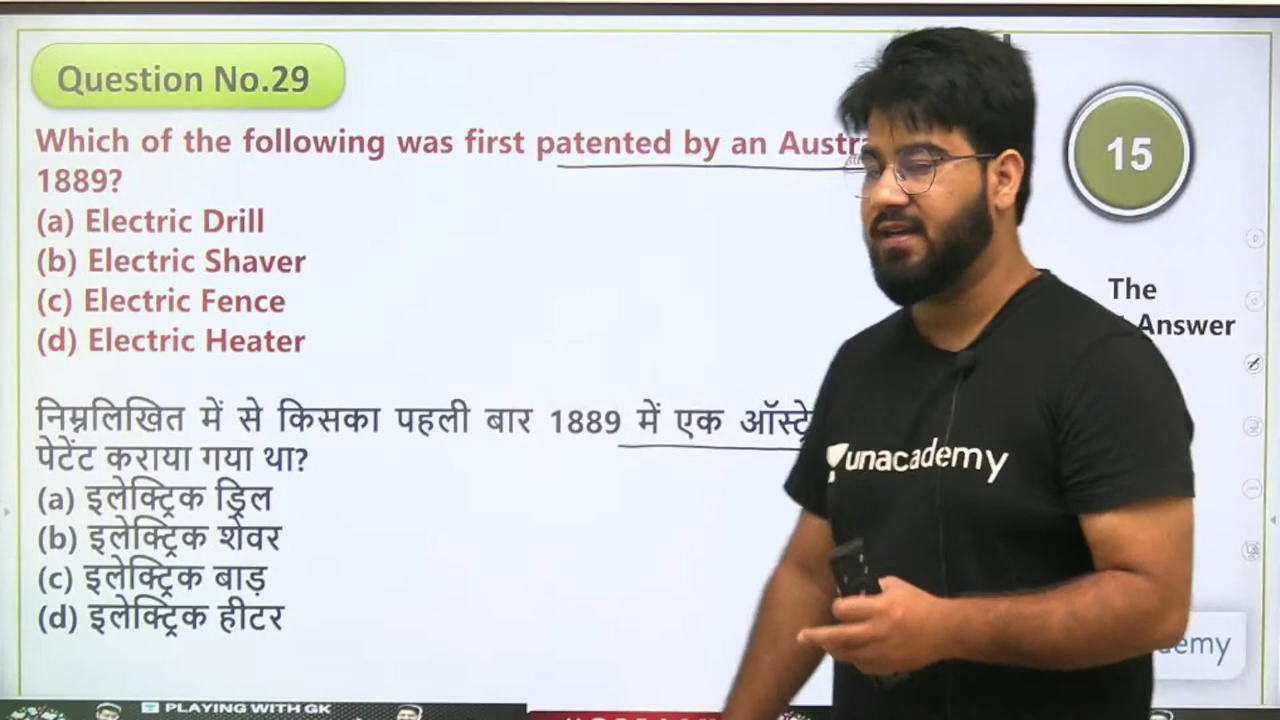 Question No.29
Which of the following was first patented by an
1889?
(a) Electric Drill
(b) Electric Shaver
(c) Electric Fence
(d) Electric Heater
निम्नलिखित में से किसका पहली बार 1889 में एक
पेटेंट कराया गया था?
(a) इलेक्ट्रिक ड्रिल
(b) इलेक्ट्रिक शेवर
(c) इलेक्ट्रिक बाड़
(d) इलेक्ट्रिक हीटर
15
The
Answer
unacademy
PLAYING WITH GK